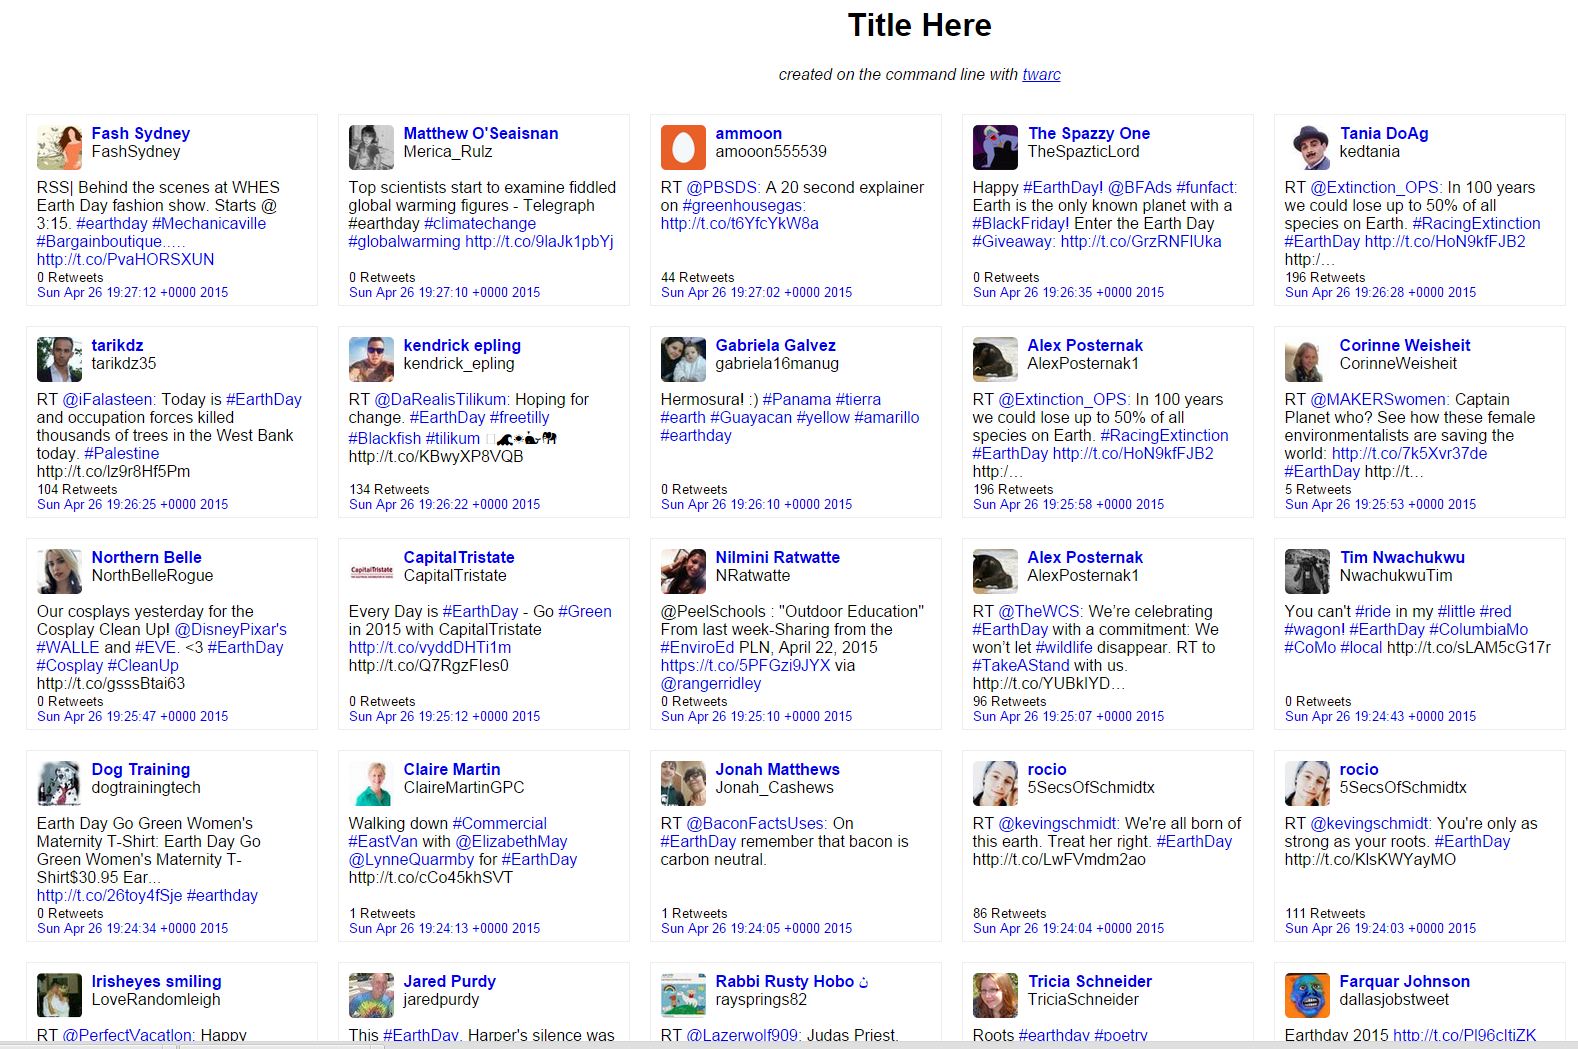 Title Here
created on the command line with twarc
Fash Sydney
FashSydney
RSS| Behind the scenes at WHES
Earth Day fashion show. Starts @
3:15. #earthday #Mechanicaville
#Bargainboutique.....
http://t.co/PvaHORSXUN
0 Retweets
Sun Apr 26 19:27:12 +0000 2015
Matthew O'Seaisnan
Merica_Rulz
Top scientists start to examine fiddled
global warming figures - Telegraph
#earthday #climatechange
#globalwarming http://t.co/9laJk1pbYj
0 Retweets
Sun Apr 26 19:27:10 +0000 2015
ammoon
amooon555539
RT @PBSDS: A 20 second explainer
on #greenhousegas:
http://t.co/t6YfcYkW8a
44 Retweets
Sun Apr 26 19:27:02 +0000 2015
The Spazzy One
TheSpazticLord
Happy #EarthDay! @BFAds #funfact:
Earth is the only known planet with a
#BlackFriday! Enter the Earth Day
#Giveaway: http://t.co/GrzRNFlUka
0 Retweets
Sun Apr 26 19:26:35 +0000 2015
Tania DoAg
kedtania
RT @Extinction_OPS: In 100 years
we could lose up to 50% of all
species on Earth. #RacingExtinction
#EarthDay http://t.co/HoN9kfFJB2
http:/…
196 Retweets
Sun Apr 26 19:26:28 +0000 2015
tarikdz
tarikdz35
RT @iFalasteen: Today is #EarthDay
and occupation forces killed
thousands of trees in the West Bank
today. #Palestine
http://t.co/lz9r8Hf5Pm
104 Retweets
Sun Apr 26 19:26:25 +0000 2015
kendrick epling
kendrick_epling
RT @DaRealisTilikum: Hoping for
change. #EarthDay #freetilly
#Blackfish #tilikum
http://t.co/KBwyXP8VQB
134 Retweets
Sun Apr 26 19:26:22 +0000 2015
Gabriela Galvez
gabriela16manug
Hermosura! :) #Panama #tierra
#earth #Guayacan #yellow #amarillo
#earthday
0 Retweets
Sun Apr 26 19:26:10 +0000 2015
Alex Posternak
AlexPosternak1
RT @Extinction_OPS: In 100 years
we could lose up to 50% of all
species on Earth. #RacingExtinction
#EarthDay http://t.co/HoN9kfFJB2
http:/…
196 Retweets
Sun Apr 26 19:25:58 +0000 2015
Corinne Weisheit
CorinneWeisheit
RT @MAKERSwomen: Captain
Planet who? See how these female
environmentalists are saving the
world: http://t.co/7k5Xvr37de
#EarthDay http://t…
5 Retweets
Sun Apr 26 19:25:53 +0000 2015
Northern Belle
NorthBelleRogue
Our cosplays yesterday for the
Cosplay Clean Up! @DisneyPixar's
#WALLE and #EVE. <3 #EarthDay
#Cosplay #CleanUp
http://t.co/gsssBtai63
0 Retweets
Sun Apr 26 19:25:47 +0000 2015
CapitalTristate
CapitalTristate
CapitalTristate
Every Day is #EarthDay - Go #Green
in 2015 with CapitalTristate
http://t.co/vyddDHTi1m
http://t.co/Q7RgzFles0
0 Retweets
Sun Apr 26 19:25:12 +0000 2015
Nilmini Ratwatte
NRatwatte
@PeelSchools : "Outdoor Education"
From last week-Sharing from the
#EnviroEd PLN, April 22, 2015
https://t.co/5PFGzi9JYX via
@rangerridley
0 Retweets
Sun Apr 26 19:25:10 +0000 2015
Alex Posternak
AlexPosternak1
RT @TheWCS: We’re celebrating
#EarthDay with a commitment: We
won’t let #wildlife disappear. RT to
#TakeAStand with us.
http://t.co/YUBklYD…
96 Retweets
Sun Apr 26 19:25:07 +0000 2015
Tim Nwachukwu
NwachukwuTim
You can't #ride in my #little #red
#wagon! #EarthDay #ColumbiaMo
#CoMo #local http://t.co/sLAM5cG17r
0 Retweets
Sun Apr 26 19:24:43 +0000 2015
Dog Training
dogtrainingtech
Earth Day Go Green Women's
Maternity T-Shirt: Earth Day Go
Green Women's Maternity T-
Shirt$30.95 Ear...
http://t.co/26toy4fSje #earthday
0 Retweets
Sun Apr 26 19:24:34 +0000 2015
Claire Martin
ClaireMartinGPC
Walking down #Commercial
#EastVan with @ElizabethMay
@LynneQuarmby for #EarthDay
http://t.co/cCo45khSVT
1 Retweets
Sun Apr 26 19:24:13 +0000 2015
Jonah Matthews
Jonah_Cashews
RT @BaconFactsUses: On
#EarthDay remember that bacon is
carbon neutral.
1 Retweets
Sun Apr 26 19:24:05 +0000 2015
rocio
5SecsOfSchmidtx
RT @kevingschmidt: We're all born of
this earth. Treat her right. #EarthDay
http://t.co/LwFVmdm2ao
86 Retweets
Sun Apr 26 19:24:04 +0000 2015
rocio
5SecsOfSchmidtx
RT @kevingschmidt: You're only as
strong as your roots. #EarthDay
http://t.co/KlsKWYayMO
111 Retweets
Sun Apr 26 19:24:03 +0000 2015
Irisheyes smiling
LoveRandomleigh
RT @PerfectVacatIon: Happy
Jared Purdy
jaredpurdy
This #EarthDay, Harper's silence was
Rabbi Rusty Hobo ن
raysprings82
RT @Lazerwolf909: Judas Priest,
Tricia Schneider
TriciaSchneider
Roots #earthday #poetry
Farquar Johnson
dallasjobstweet
Earthday 2015 http://t.co/Pl96cItiZK